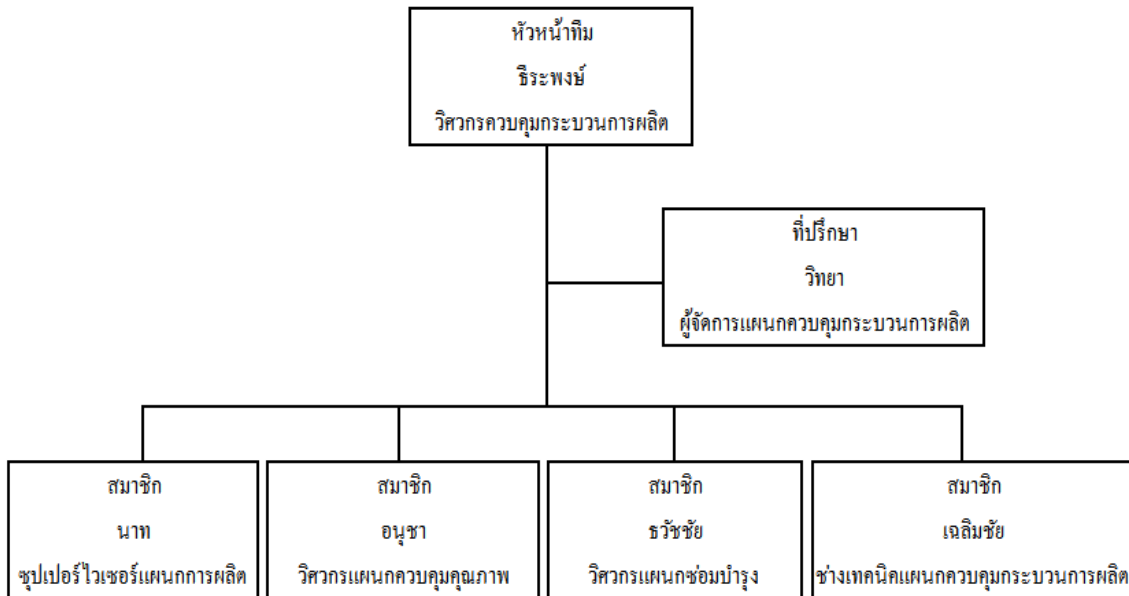 หัวหน้าทีม
ธีระพงษ์
วิศวกรควบคุมกระบวนการผลิต
ที่ปรึกษา
วิทยา
ผู้จัดการแผนกควบคุมกระบวนการผลิต
สมาชิก
นาท
ซุปเปอร์ไวเซอร์แผนกการผลิต
สมาชิก
อนุชา
วิศวกรแผนกควบคุมคุณภาพ
สมาชิก
ธวัชชัย
วิศวกรแผนกซ่อมบำรุง
สมาชิก
เฉลิมชัย
ช่างเทคนิคแผนกควบคุมกระบวนการผลิต